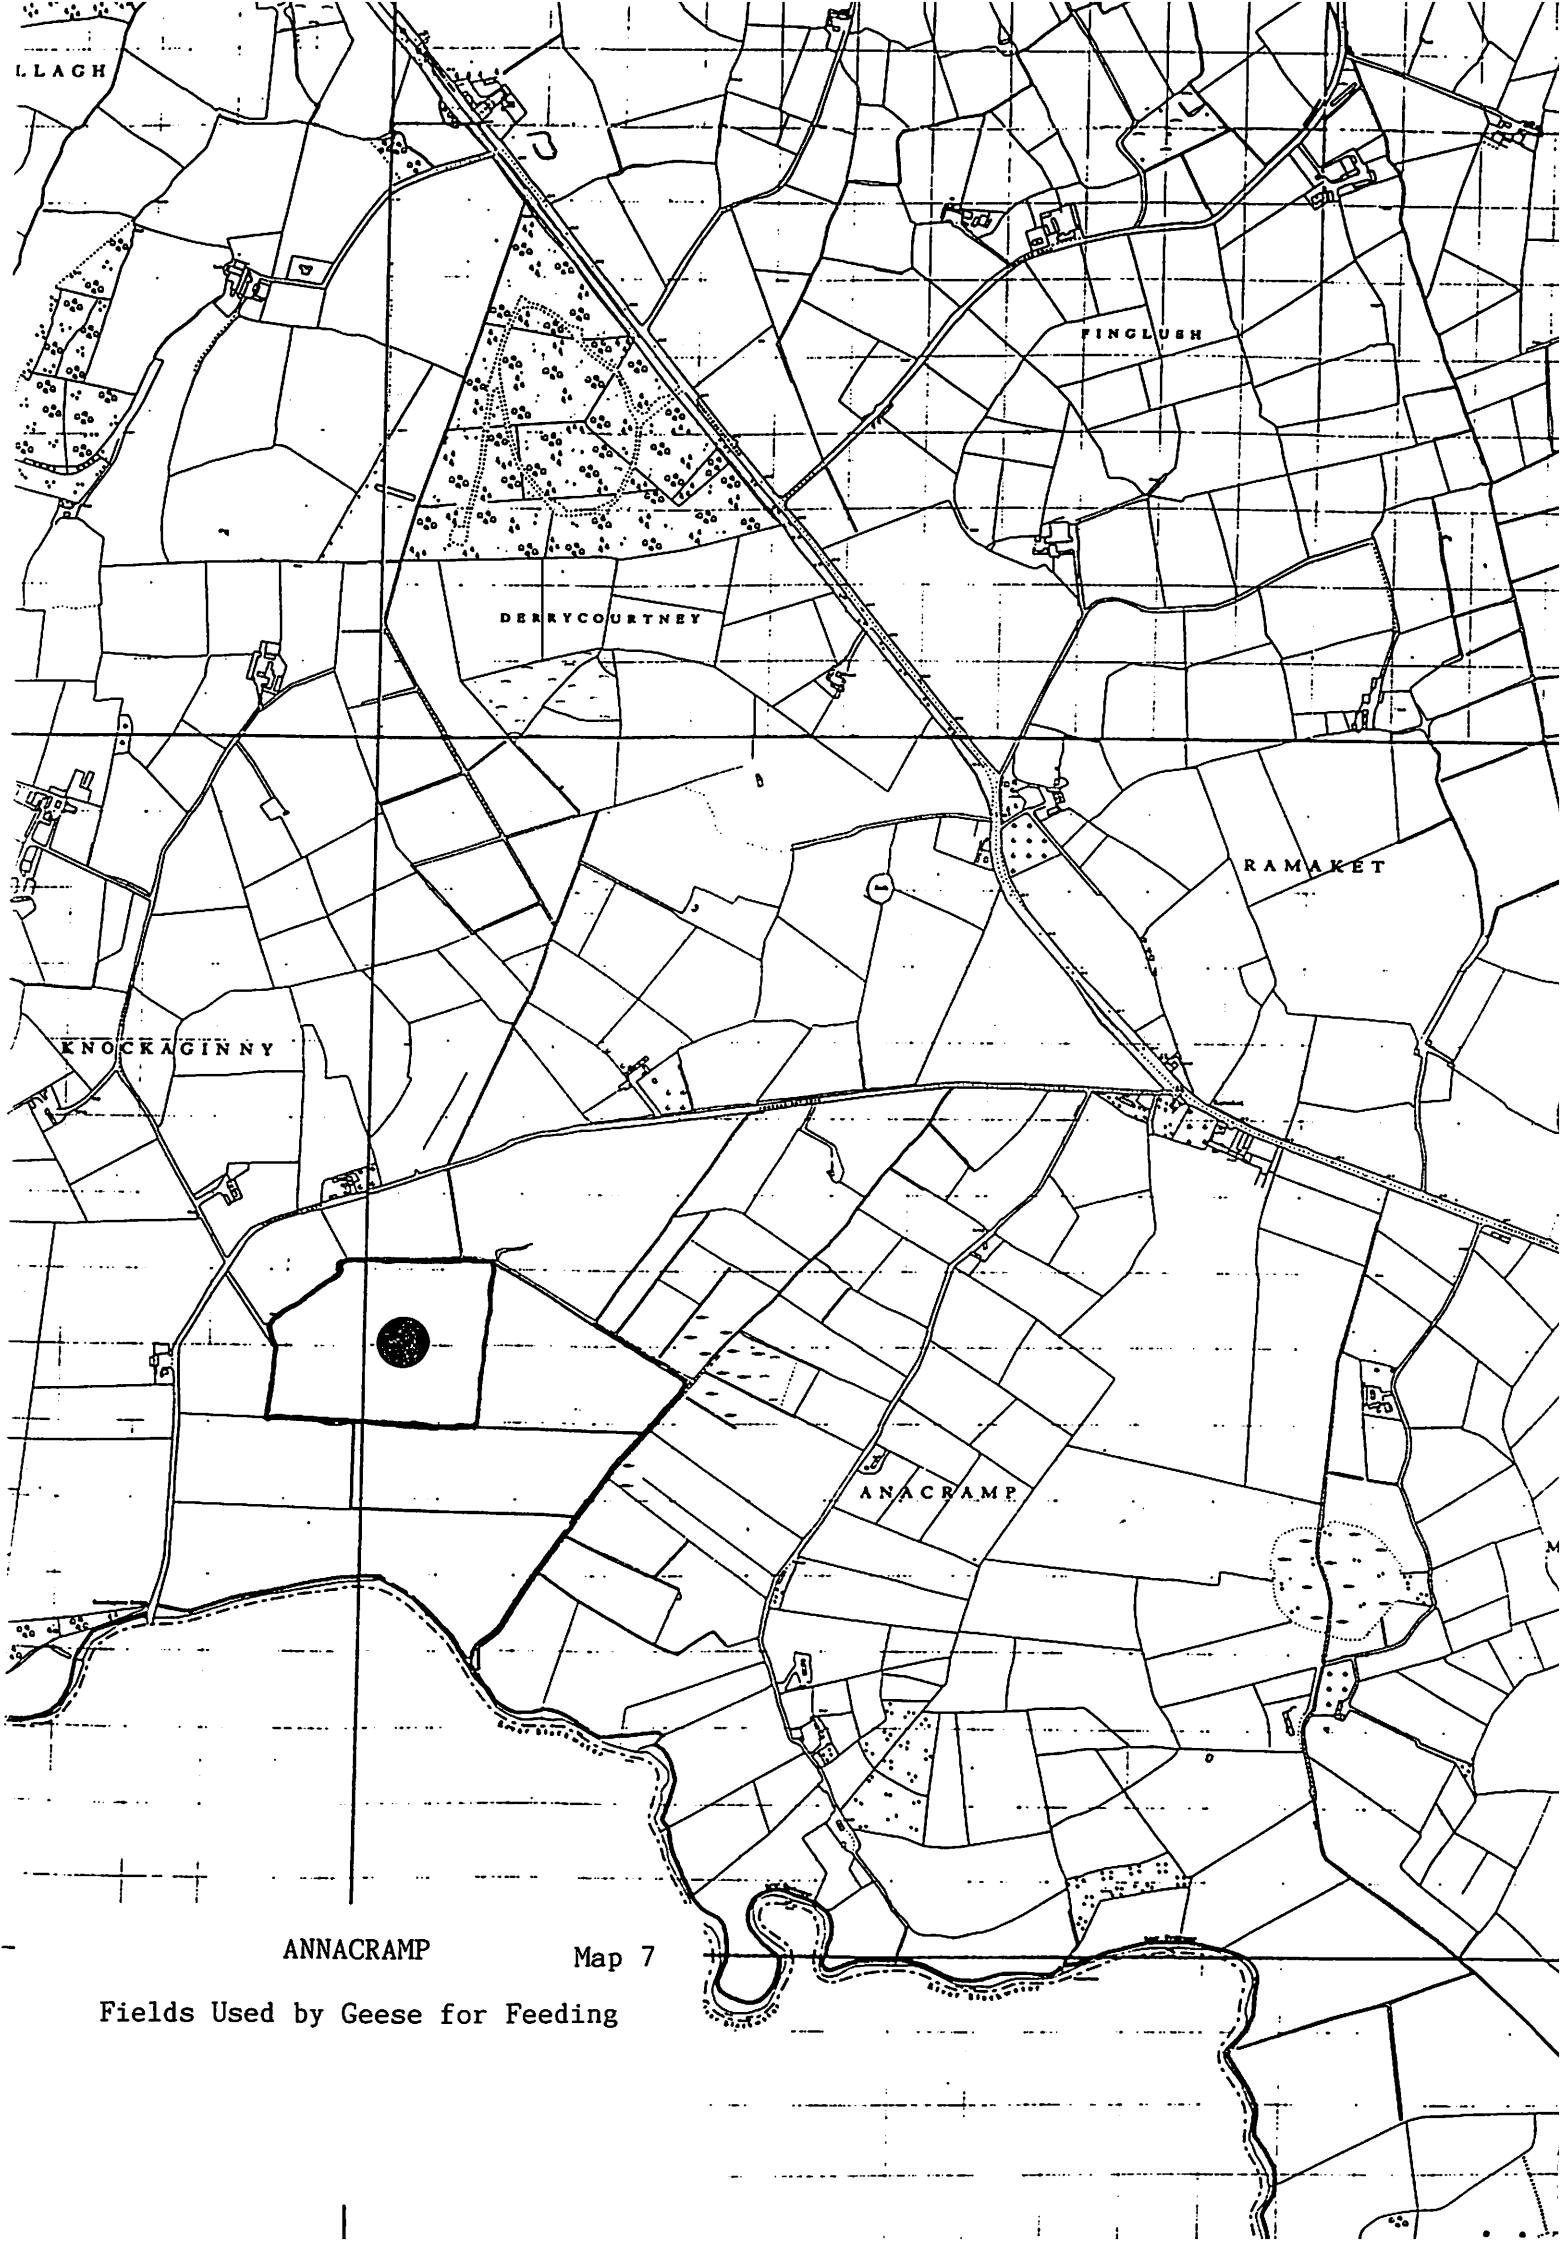 LLAGH
FINGLUSH
DERRYCOURTNEY
RAMAKET
KNOCKAGINNY
ANACRAMP
M
ANNACRAMP
Map 7
Fields Used by Geese for Feeding